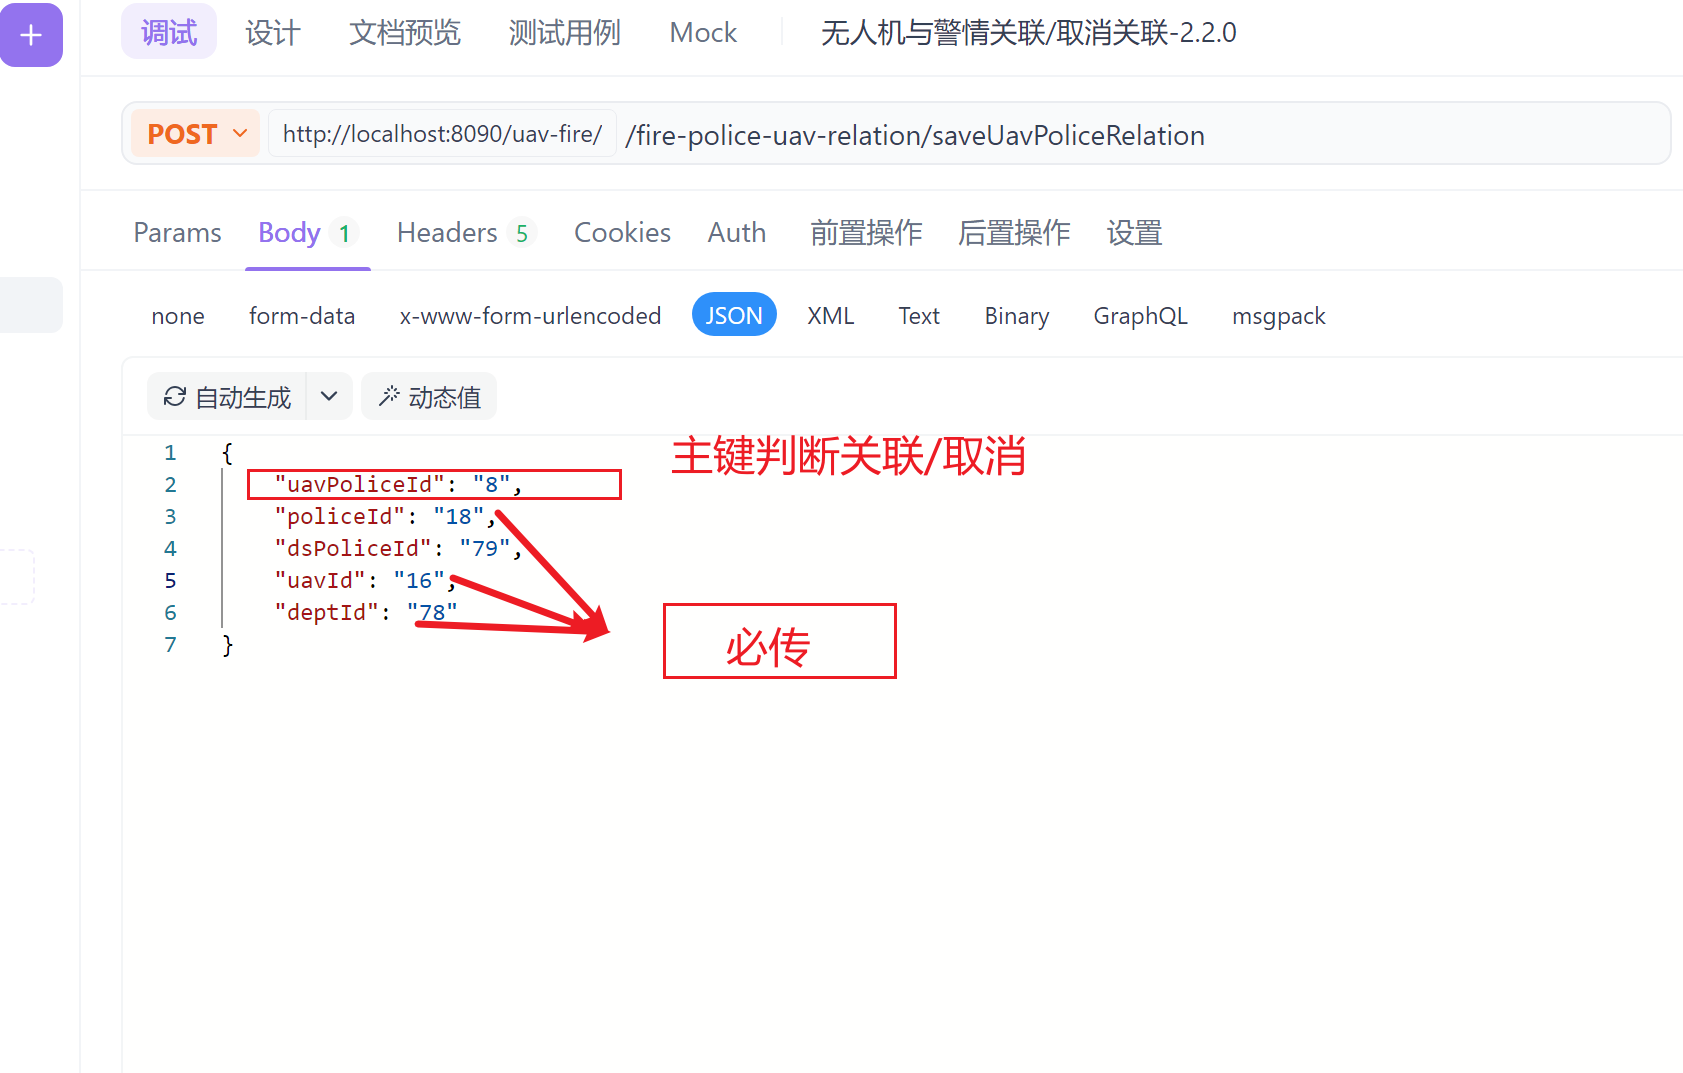 调试 设计 文档预览 测试用例 Mock 无人机与警情关联/取消关联-2.2.0
POST http://localhost:8090/uav-fire/ /fire-police-uav-relation/saveUavPoliceRelation
Params Body 1 Headers 5 Cookies Auth 前置操作 后置操作 设置
none form-data x-www-form-urlencoded JSON XML Text Binary GraphQL msgpack
自动生成 动态值
主键判断关联/取消
1 {
2 "uavPoliceId": "8",
3 "policeId": "18",
4 "dsPoliceId": "79",
5 "uavId": "16",
6 "deptId": "78"
7 }
必传